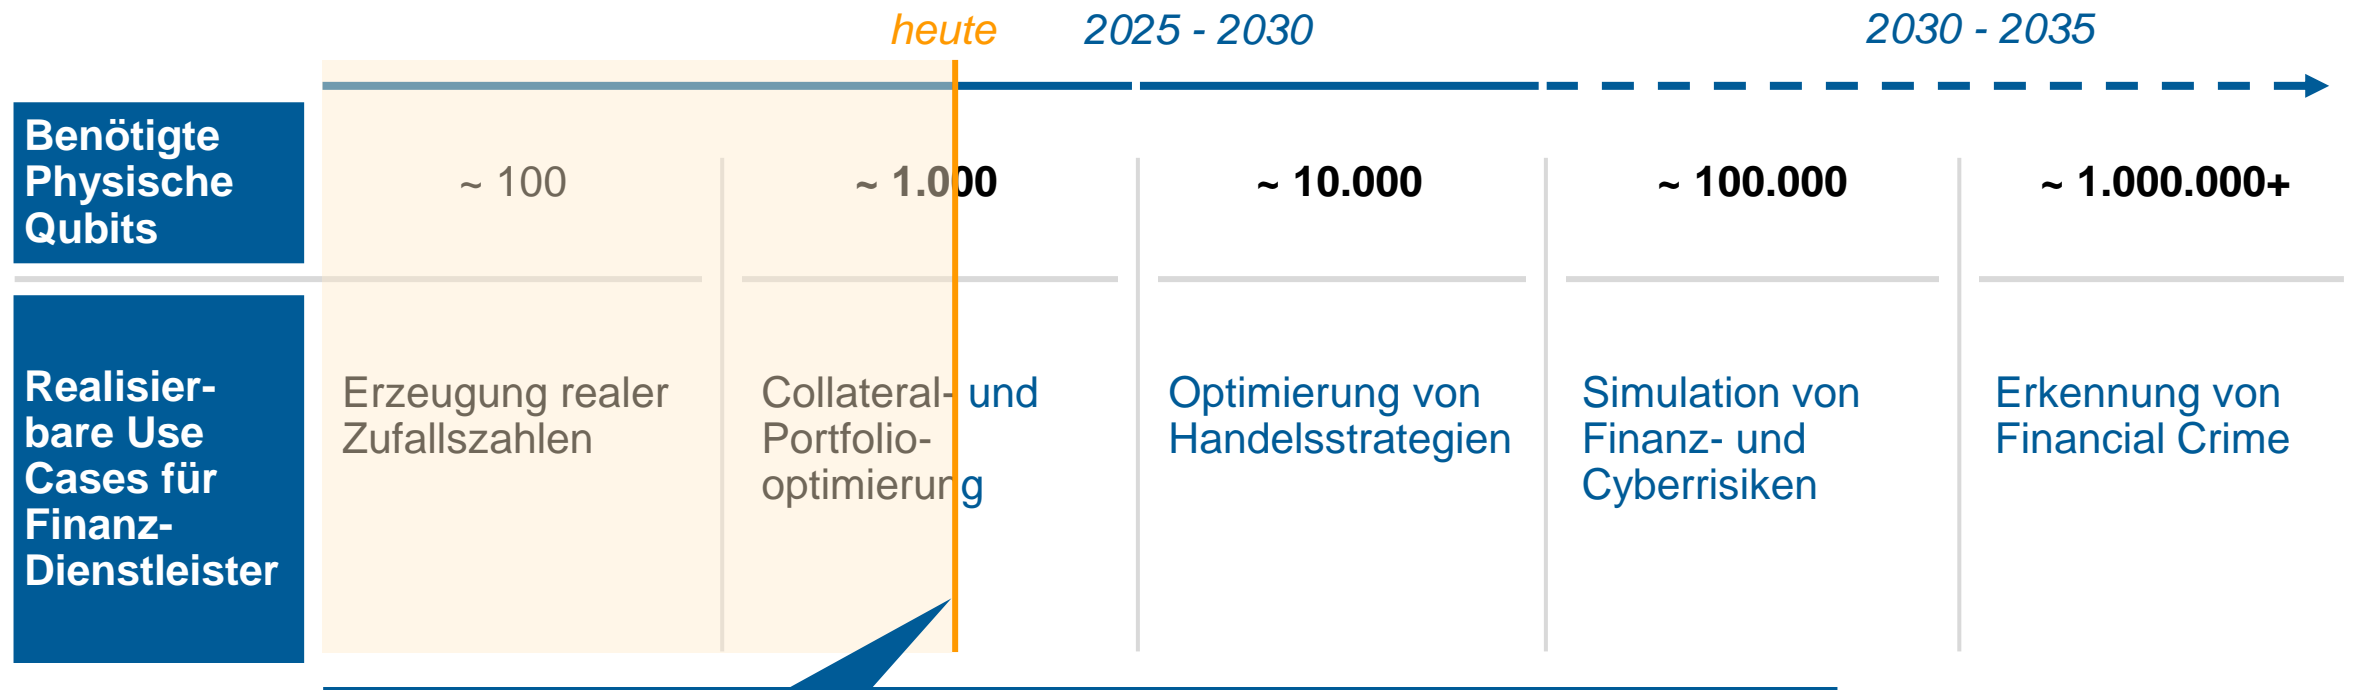 heute 2025 - 2030 2030 - 2035
Benötigte
Physische
Qubits
~ 100
~ 1.000
~ 10.000
~ 100.000
~ 1.000.000+
Realisier-
bare Use
Cases für
Finanz-
Dienstleister
Erzeugung realer
Zufallszahlen
Collateral- und
Portfolio-
optimierung
Optimierung von
Handelsstrategien
Simulation von
Finanz- und
Cyberrisiken
Erkennung von
Financial Crime